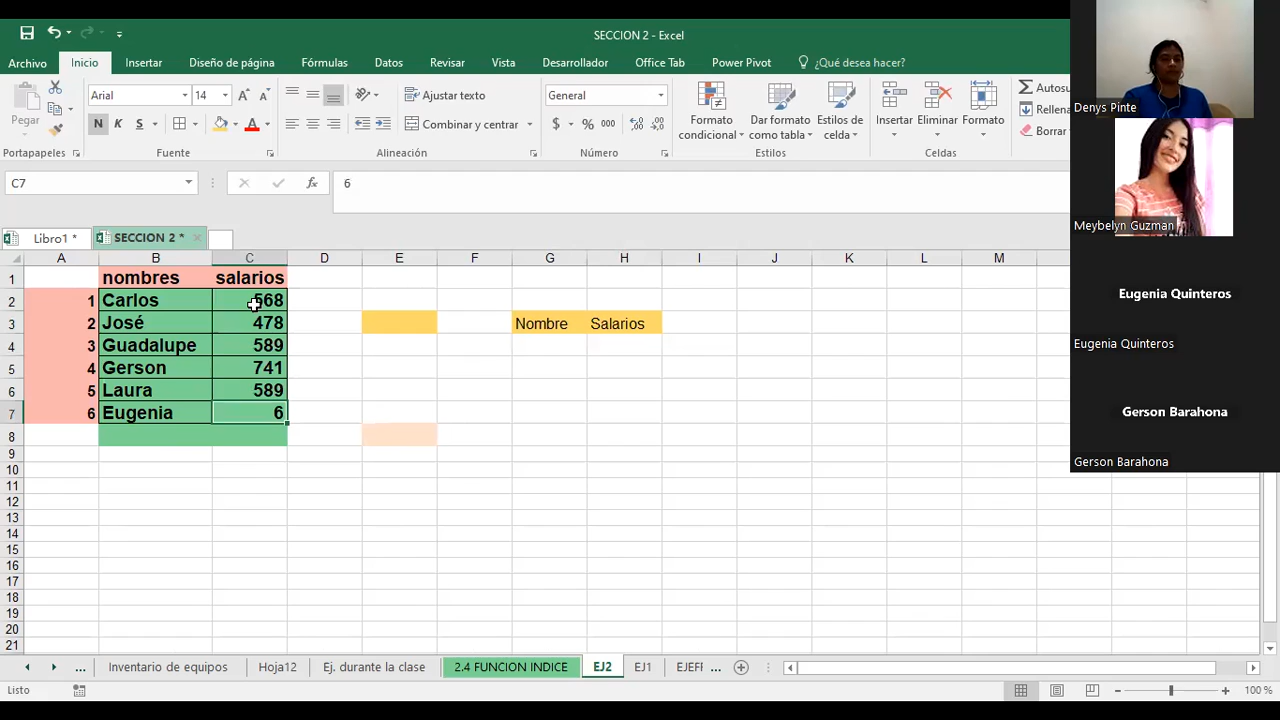 SECCION 2 - Excel
Archivo Inicio Insertar Diseño de página Fórmulas Datos Revisar Vista Desarrollador Office Tab Power Pivot ¿Qué desea hacer?
Pegar
Arial 14
N K S
Ajustar texto
Combinar y centrar
General
$ % 000
Formato condicional
Dar formato como tabla
Estilos de celda
Insertar Eliminar Formato
Autosu
Rellena
Borrar
Portapapeles Fuente Alineación Número Estilos Celdas
C7 fx 6
Libro1 * SECCION 2 *
A B C D E F G H I J K L M
1 nombres salarios
2 1 Carlos 568
3 2 José 478 Nombre Salarios
4 3 Guadalupe 589
5 4 Gerson 741
6 5 Laura 589
7 6 Eugenia 6
8
9
10
11
12
13
14
15
16
17
18
19
20
21
... Inventario de equipos Hoja12 Ej. durante la clase 2.4 FUNCION INDICE EJ2 EJ1 EJEFI ...
Listo 100 %
Denys Pinte
Meybelyn Guzman
Eugenia Quinteros
Eugenia Quinteros
Gerson Barahona
Gerson Barahona